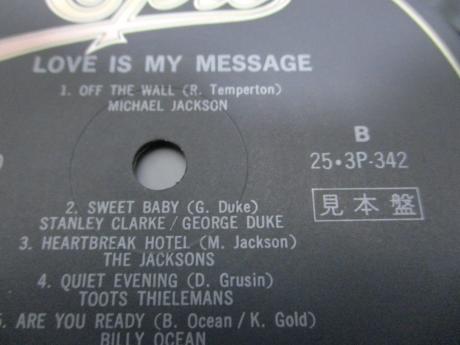 Epic
LOVE IS MY MESSAGE
1. OFF THE WALL (R. Temperton)
MICHAEL JACKSON
B
25・3P-342
見本盤
2. SWEET BABY (G. Duke)
STANLEY CLARKE / GEORGE DUKE
3. HEARTBREAK HOTEL (M. Jackson)
THE JACKSONS
4. QUIET EVENING (D. Grusin)
TOOTS THIELEMANS
5. ARE YOU READY (B. Ocean / K. Gold)
BILLY OCEAN